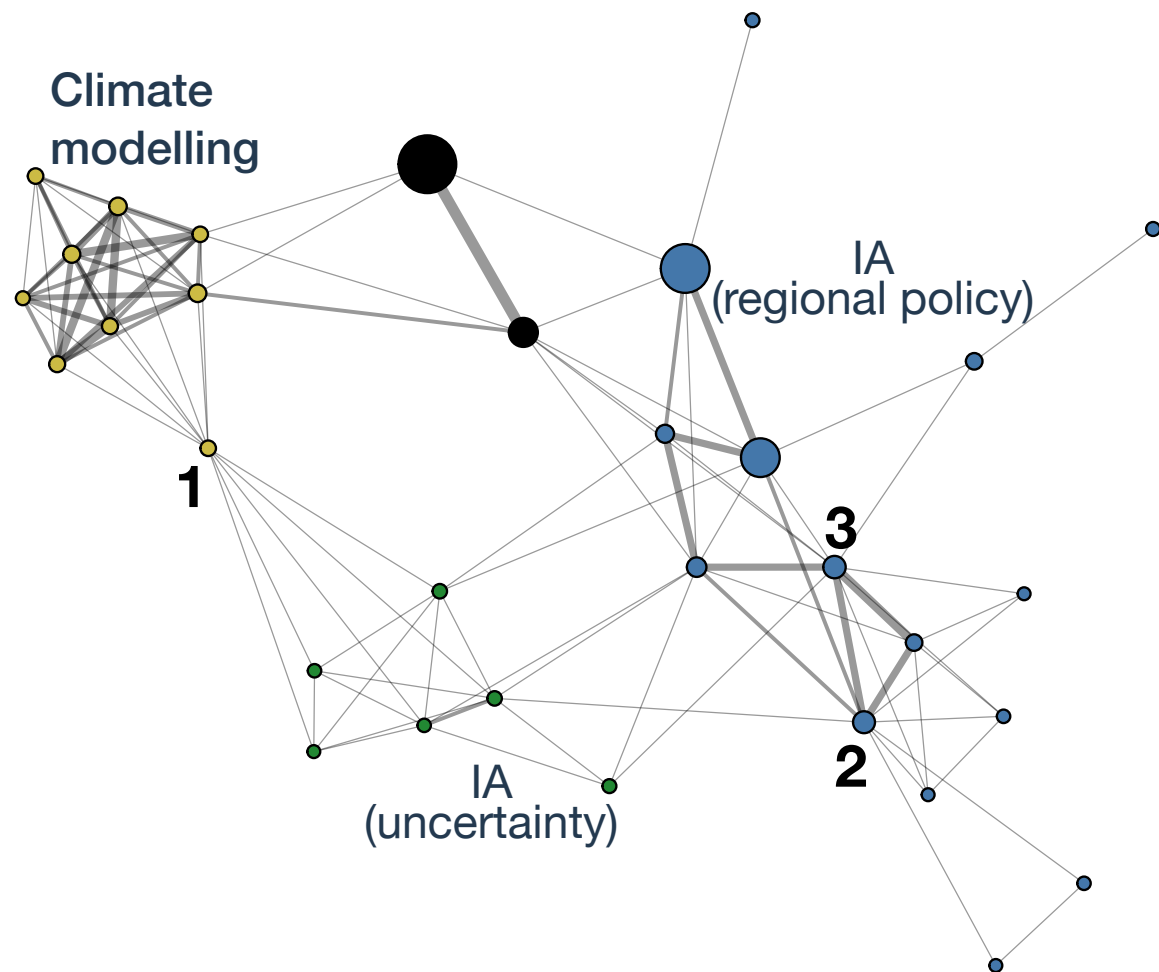 Climate
modelling
IA
(regional policy)
1
3
2
IA
(uncertainty)